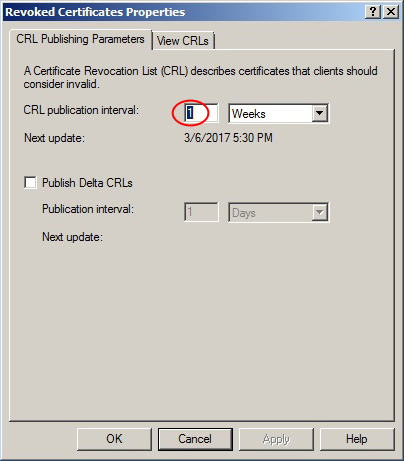 Revoked Certificates Properties
CRL Publishing Parameters View CRLs
A Certificate Revocation List (CRL) describes certificates that clients should
consider invalid.
CRL publication interval: 1 Weeks
Next update: 3/6/2017 5:30 PM
Publish Delta CRLs
Publication interval: 1 Days
Next update:
OK Cancel Apply Help